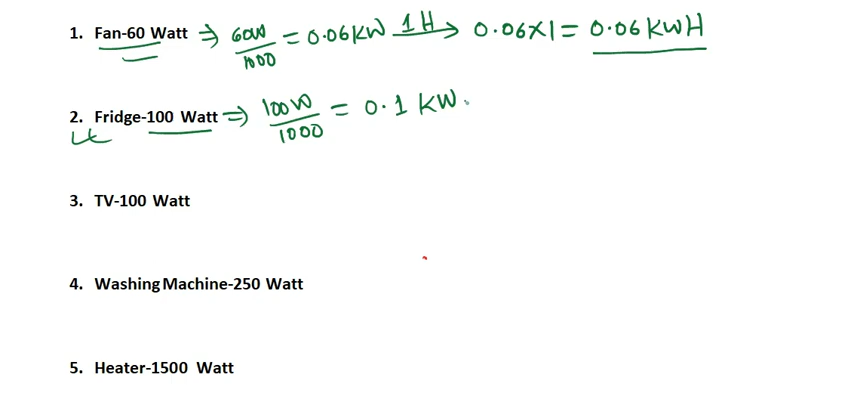 1. Fan-60 Watt ⇒ 60W/1000 = 0.06KW 1H → 0.06×1 = 0.06 KWH
2. Fridge-100 Watt ⇒ 100W/1000 = 0.1 KW.
3. TV-100 Watt
4. Washing Machine-250 Watt
5. Heater-1500 Watt